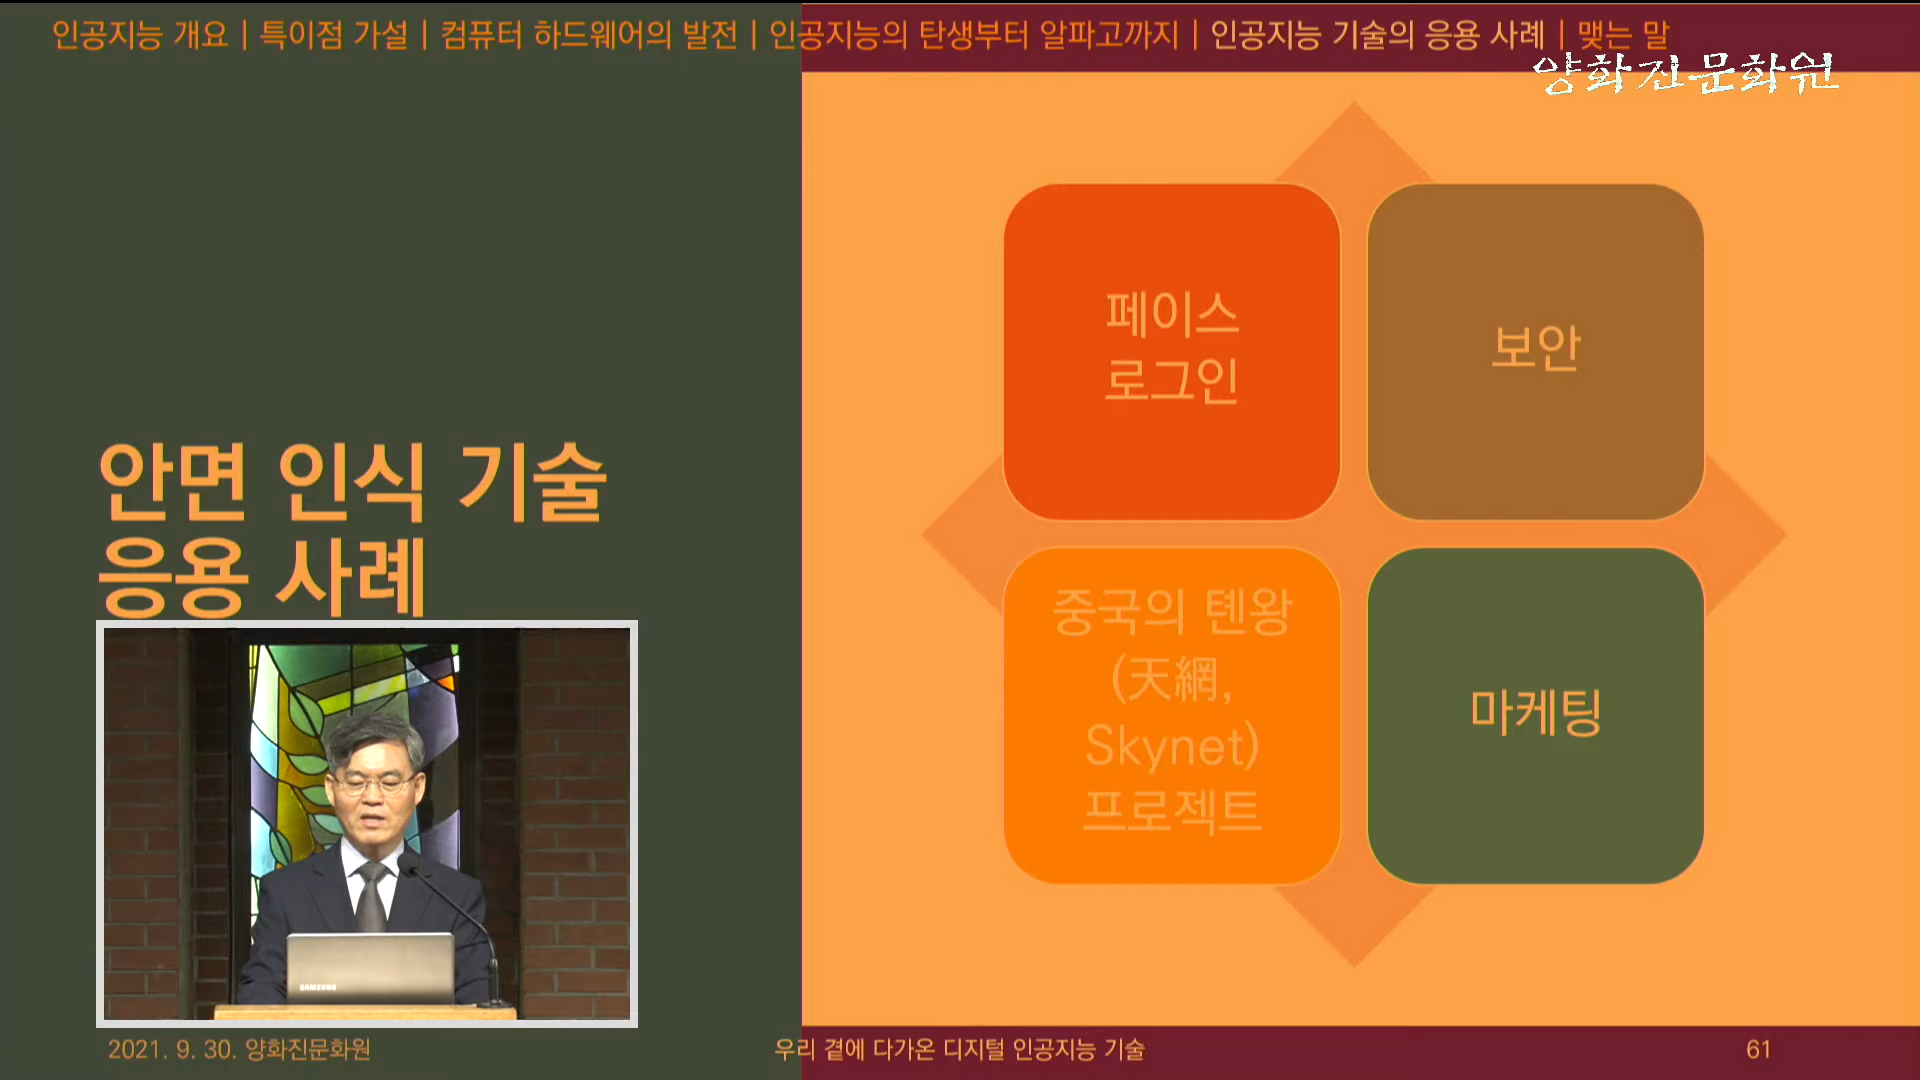 인공지능 개요 | 특이점 가설 | 컴퓨터 하드웨어의 발전 | 인공지능의 탄생부터 알파고까지 | 인공지능 기술의 응용 사례 | 맺는 말
양화진문화원
안면 인식 기술
응용 사례
페이스
로그인
보안
중국의 톈왕
(天網,
Skynet)
프로젝트
마케팅
SAMSUNG
2021. 9. 30. 양화진문화원
우리 곁에 다가온 디지털 인공지능 기술
61